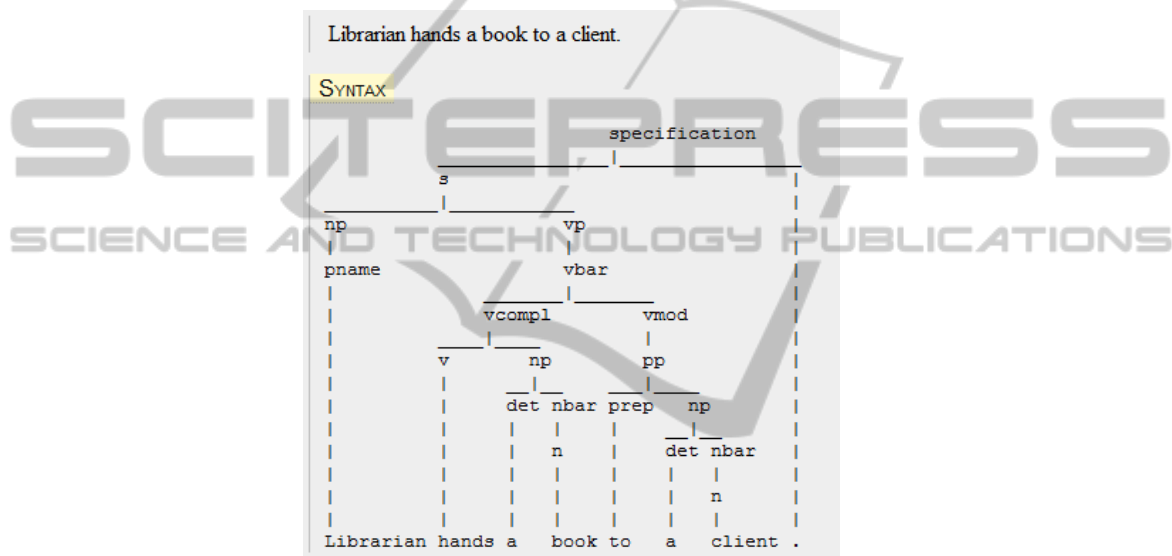 Librarian hands a book to a client.
SYNTAX
specification
s
np vp
pname vbar
vcompl vmod
v np pp
det nbar prep np
n det nbar
n
Librarian hands a book to a client .
SCITEPRESS
SCIENCE AND TECHNOLOGY PUBLICATIONS